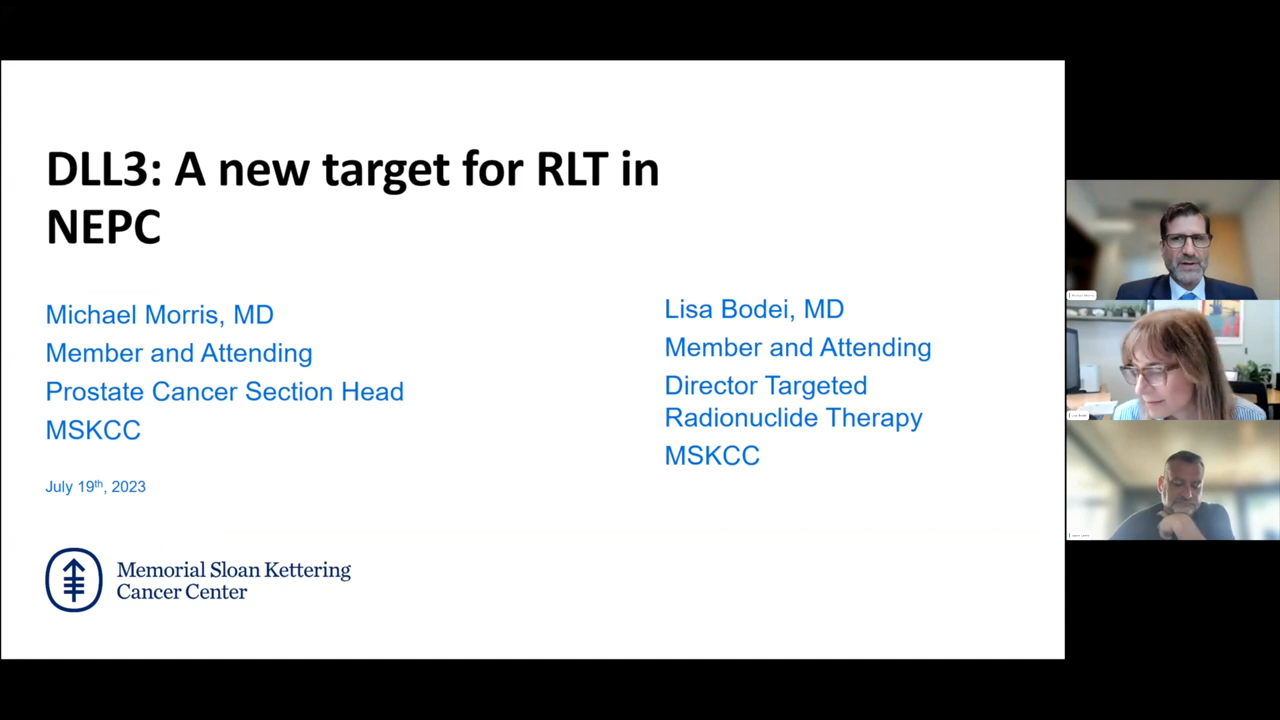 DLL3: A new target for RLT in
NEPC
Michael Morris, MD
Member and Attending
Prostate Cancer Section Head
MSKCC
July 19th, 2023
Lisa Bodei, MD
Member and Attending
Director Targeted
Radionuclide Therapy
MSKCC
Memorial Sloan Kettering
Cancer Center